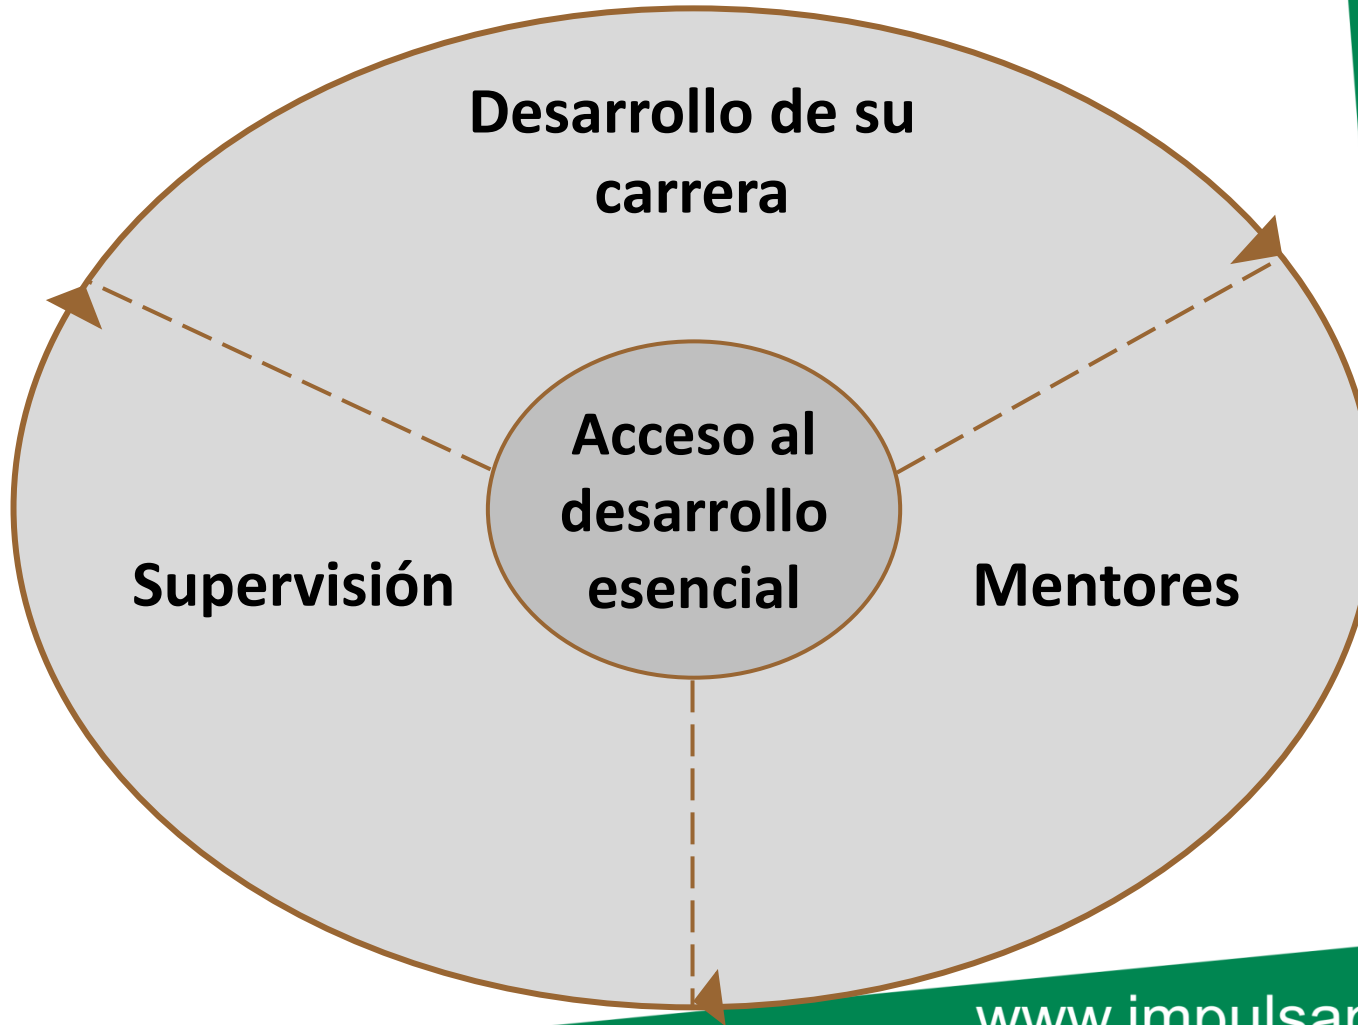 Desarrollo de su
carrera
Acceso al
desarrollo
esencial
Supervisión
Mentores